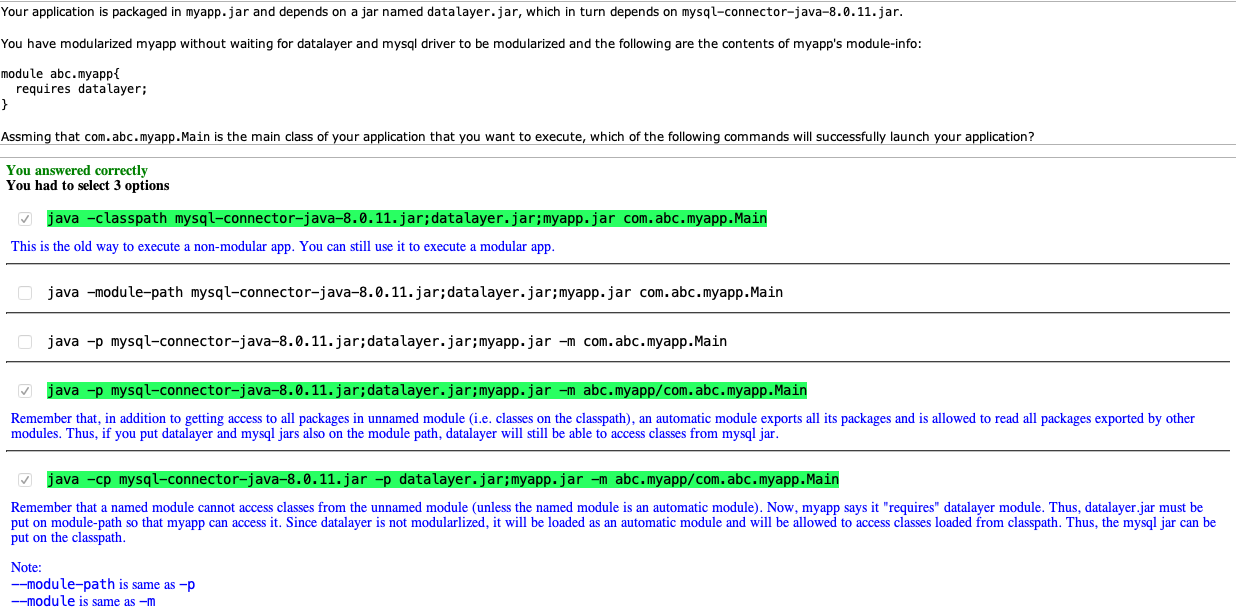 Your application is packaged in myapp.jar and depends on a jar named datalayer.jar, which in turn depends on mysql-connector-java-8.0.11.jar.
You have modularized myapp without waiting for datalayer and mysql driver to be modularized and the following are the contents of myapp's module-info:
module abc.myapp{
requires datalayer;
}
Assming that com.abc.myapp.Main is the main class of your application that you want to execute, which of the following commands will successfully launch your application?
You answered correctly
You had to select 3 options
java -classpath mysql-connector-java-8.0.11.jar;datalayer.jar;myapp.jar com.abc.myapp.Main
This is the old way to execute a non-modular app. You can still use it to execute a modular app.
java -module-path mysql-connector-java-8.0.11.jar;datalayer.jar;myapp.jar com.abc.myapp.Main
java -p mysql-connector-java-8.0.11.jar;datalayer.jar;myapp.jar -m com.abc.myapp.Main
java -p mysql-connector-java-8.0.11.jar;datalayer.jar;myapp.jar -m abc.myapp/com.abc.myapp.Main
Remember that, in addition to getting access to all packages in unnamed module (i.e. classes on the classpath), an automatic module exports all its packages and is allowed to read all packages exported by other
modules. Thus, if you put datalayer and mysql jars also on the module path, datalayer will still be able to access classes from mysql jar.
java -cp mysql-connector-java-8.0.11.jar -p datalayer.jar;myapp.jar -m abc.myapp/com.abc.myapp.Main
Remember that a named module cannot access classes from the unnamed module (unless the named module is an automatic module). Now, myapp says it "requires" datalayer module. Thus, datalayer.jar must be
put on module-path so that myapp can access it. Since datalayer is not modularlized, it will be loaded as an automatic module and will be allowed to access classes loaded from classpath. Thus, the mysql jar can be
put on the classpath.
Note:
--module-path is same as -p
--module is same as -m